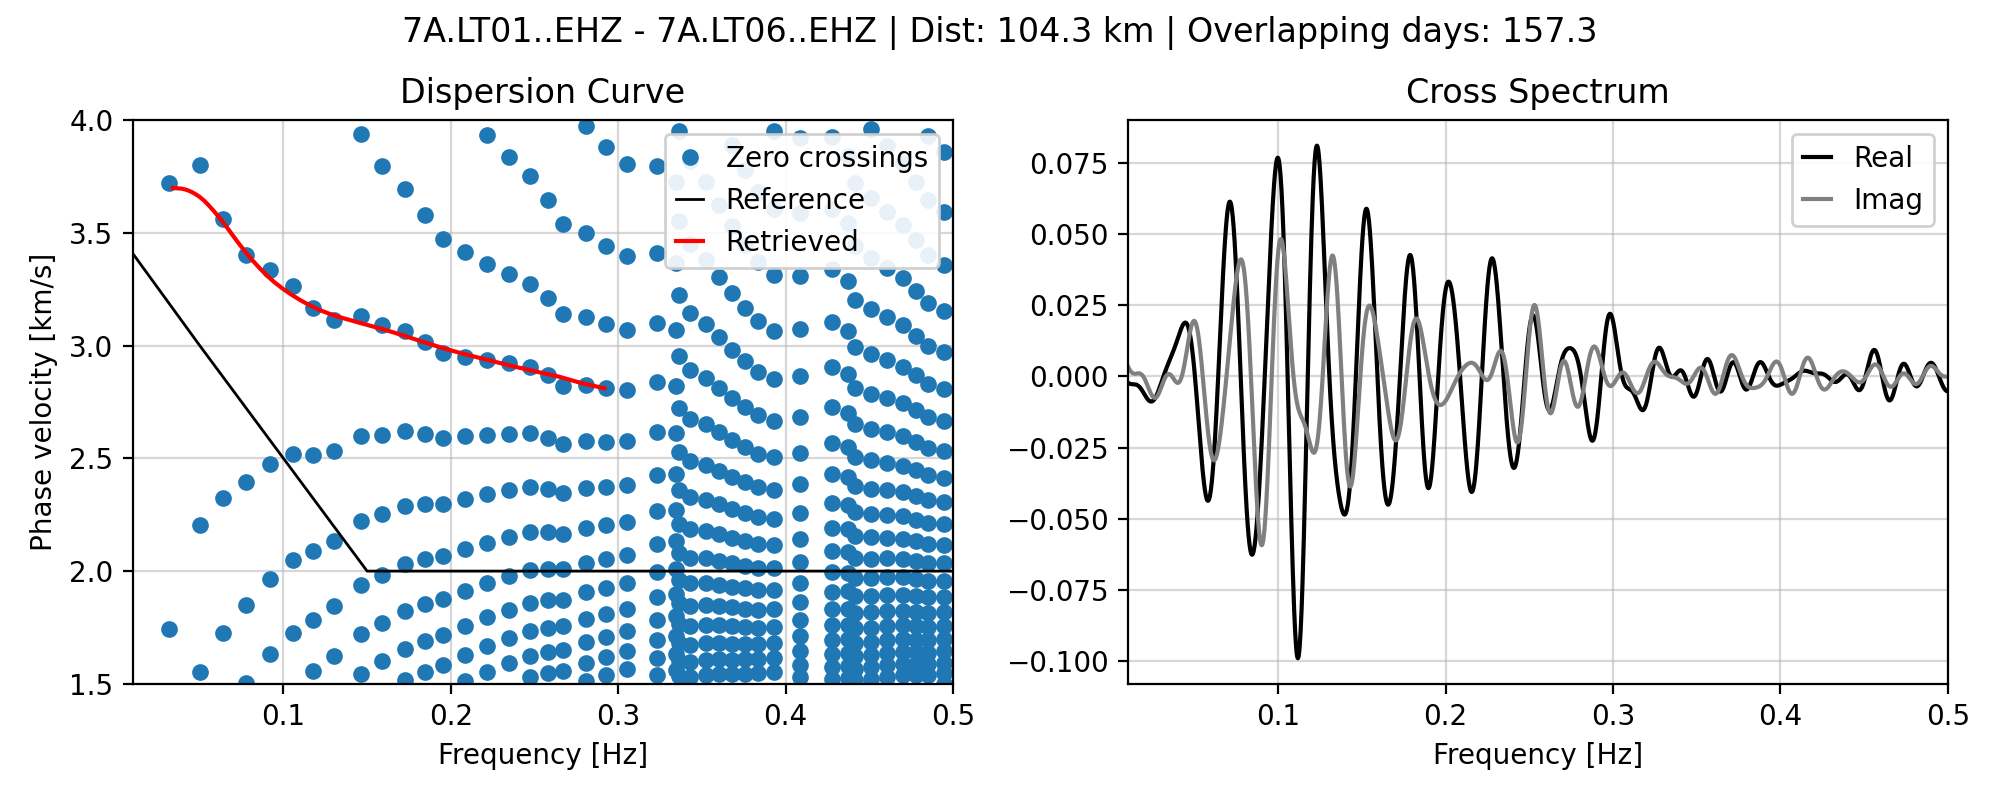 7A.LT01..EHZ - 7A.LT06..EHZ | Dist: 104.3 km | Overlapping days: 157.3
Dispersion Curve
4.0
3.5
3.0
2.5
2.0
1.5
Phase velocity [km/s]
0.1
0.2
0.3
0.4
0.5
Frequency [Hz]
Zero crossings
Reference
Retrieved
Cross Spectrum
0.075
0.050
0.025
0.000
−0.025
−0.050
−0.075
−0.100
0.1
0.2
0.3
0.4
0.5
Frequency [Hz]
Real
Imag